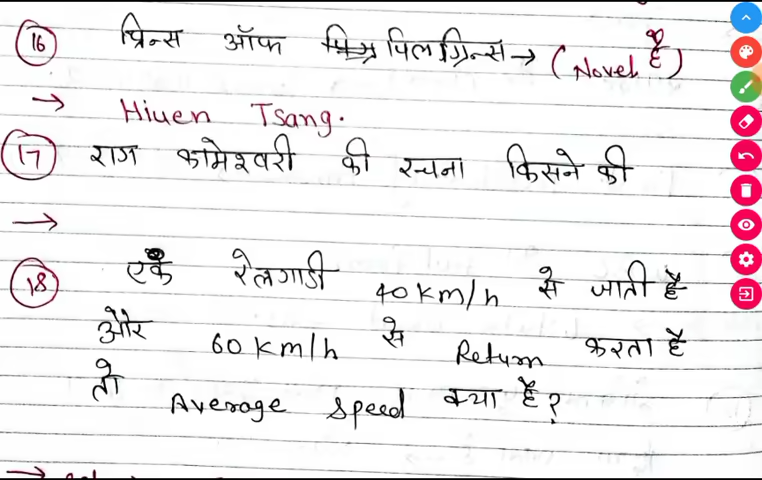 (16) प्रिन्स ऑफ पिलग्रिन्स → (Novel है)
→ Hiuen Tsang.
(17) राग कामेश्वरी की रचना किसने की
→
(18) एक रेलगाडी 40 km/h से जाती है
और 60 km/h से Return करता है
तो Average speed क्या है?